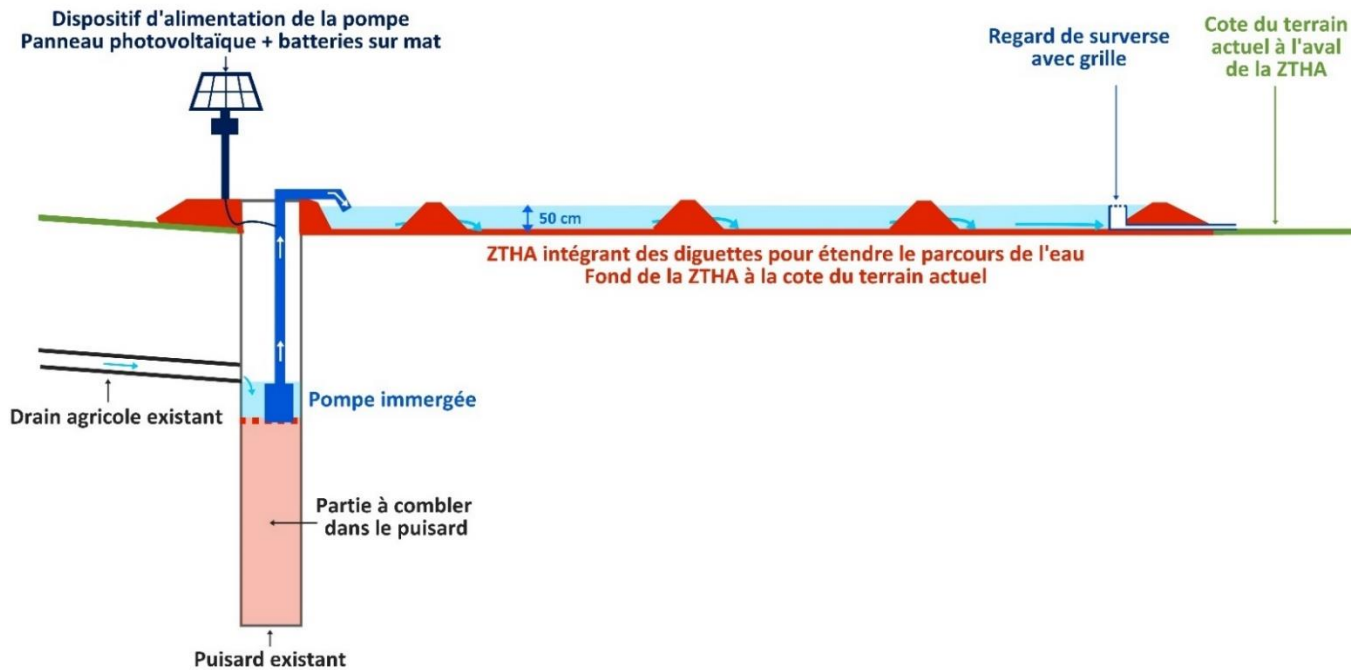 Dispositif d'alimentation de la pompe
Panneau photovoltaïque + batteries sur mat
Regard de surverse
avec grille
Cote du terrain
actuel à l'aval
de la ZTHA
50 cm
ZTHA intégrant des diguettes pour étendre le parcours de l'eau
Fond de la ZTHA à la cote du terrain actuel
Pompe immergée
Drain agricole existant
Partie à combler
dans le puisard
Puisard existant